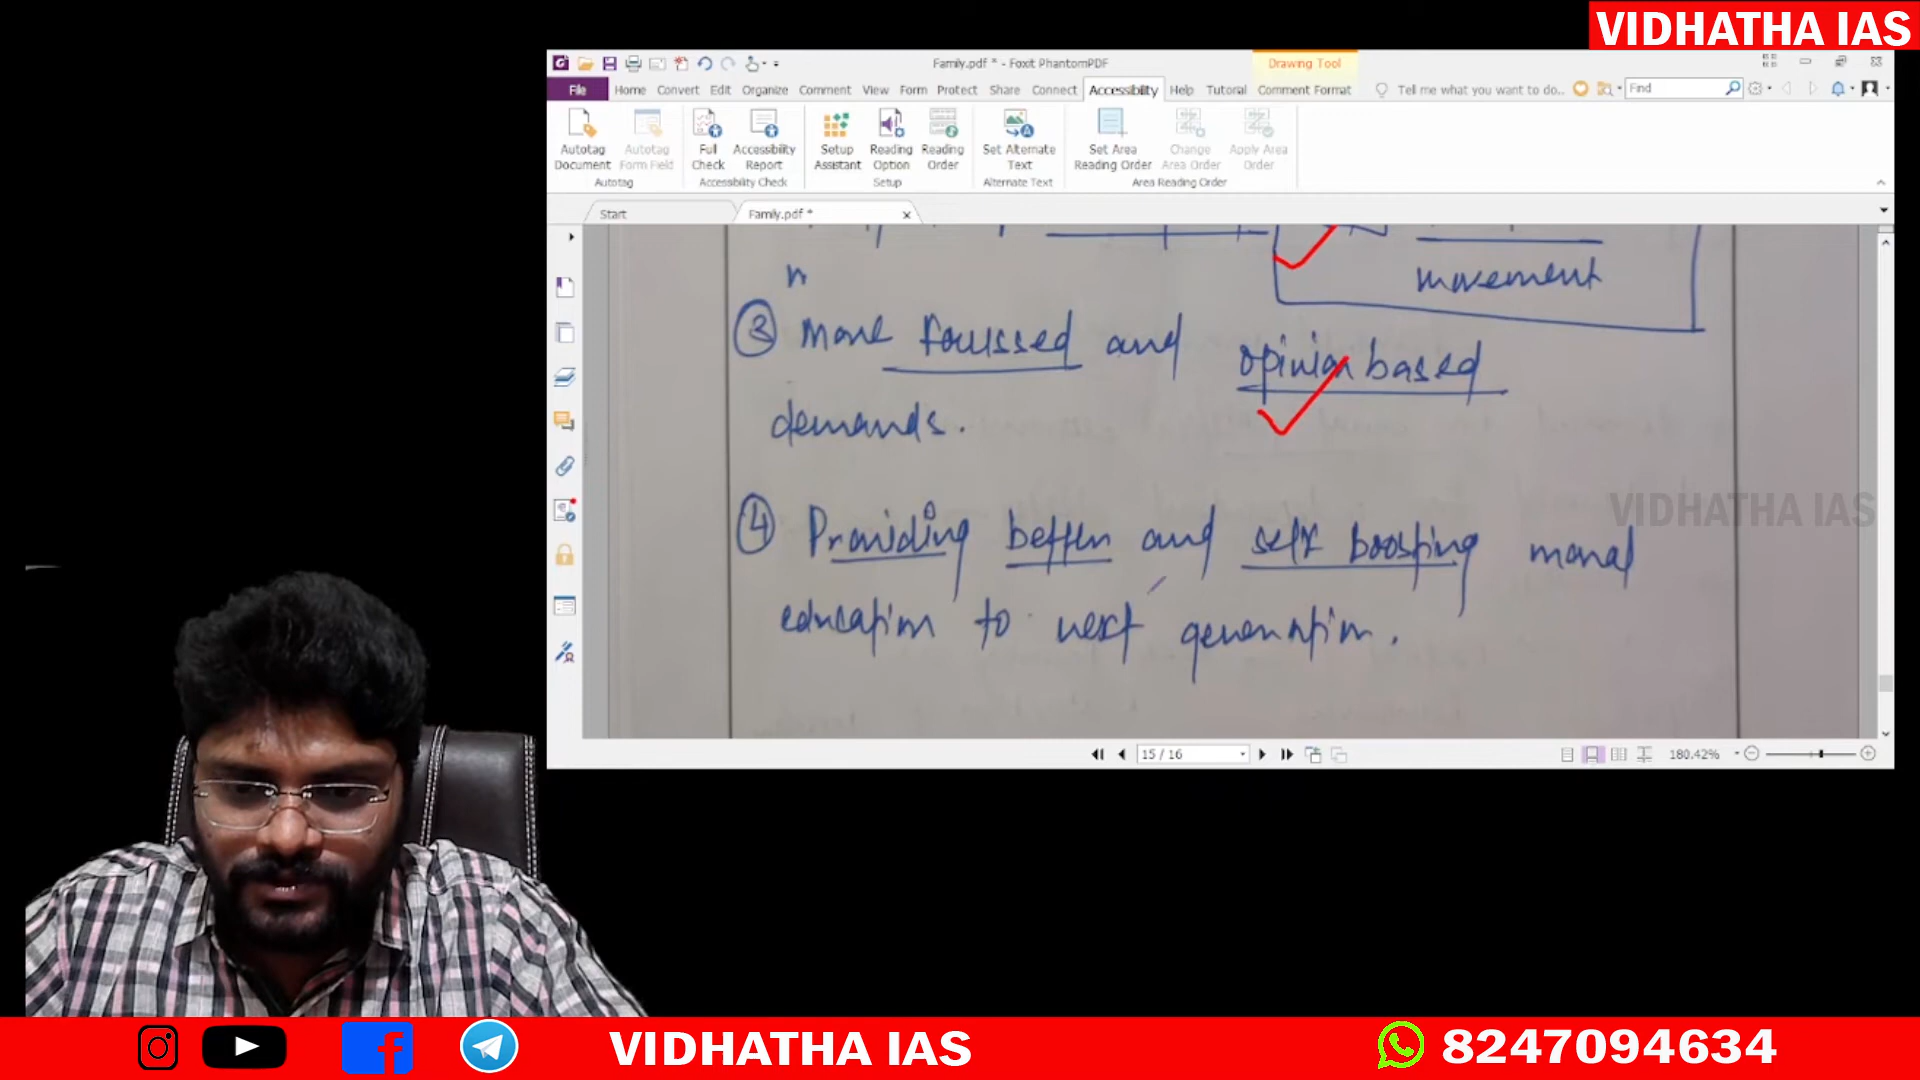 VIDHATHA IAS
Family.pdf * - Foxit PhantomPDF
Drawing Tool
File Home Convert Edit Organize Comment View Form Protect Share Connect Accessibility Help Tutorial Comment Format Tell me what you want to do.. Find
Autotag Document
Autotag Form Field
Full Check
Accessibility Report
Setup Assistant
Reading Option
Reading Order
Set Alternate Text
Set Area Reading Order
Change Area Order
Apply Area Order
Autotag Accessibility Check Setup Alternate Text Area Reading Order
Start Family.pdf *
movement
③ More focussed and opinion based
demands.
④ Providing better and self boosting moral
education to next generation.
VIDHATHA IAS
15 / 16
180.42%
VIDHATHA IAS 8247094634